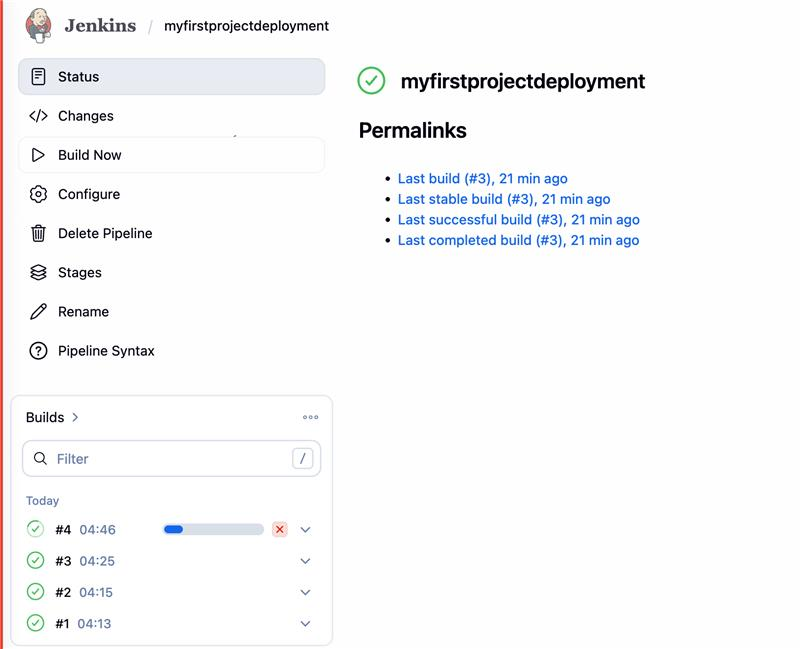 Jenkins / myfirstprojectdeployment
Status
Changes
Build Now
Configure
Delete Pipeline
Stages
Rename
Pipeline Syntax
myfirstprojectdeployment
Permalinks
• Last build (#3), 21 min ago
• Last stable build (#3), 21 min ago
• Last successful build (#3), 21 min ago
• Last completed build (#3), 21 min ago
Builds >
Filter /
Today
#4 04:46
#3 04:25
#2 04:15
#1 04:13